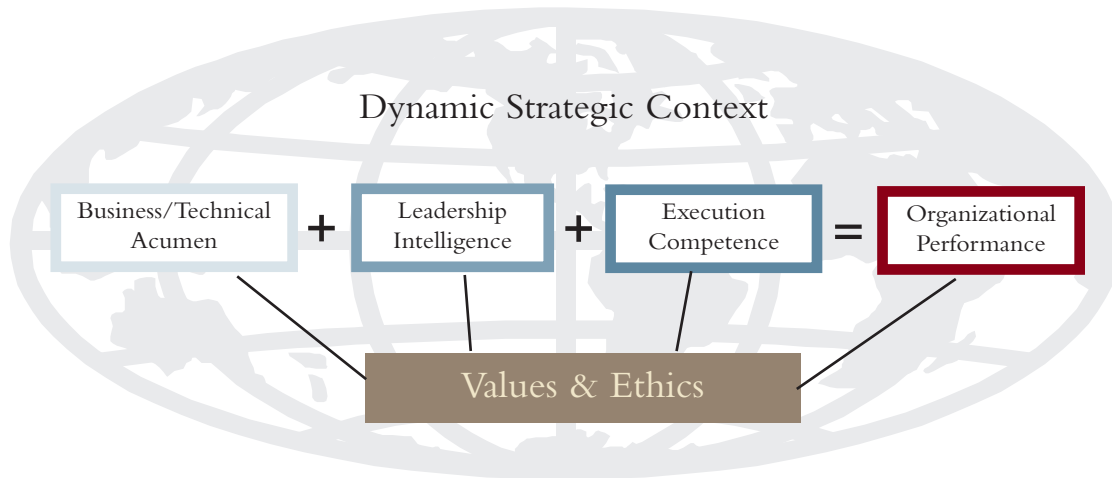 Dynamic Strategic Context
Business/Technical
Acumen
+
Leadership
Intelligence
+
Execution
Competence
=
Organizational
Performance
Values & Ethics